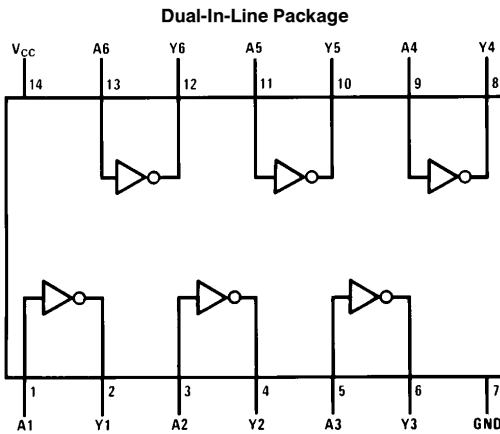 Dual-In-Line Package
VCC A6 Y6 A5 Y5 A4 Y4
14 13 12 11 10 9 8
1 2 3 4 5 6 7
A1 Y1 A2 Y2 A3 Y3 GND